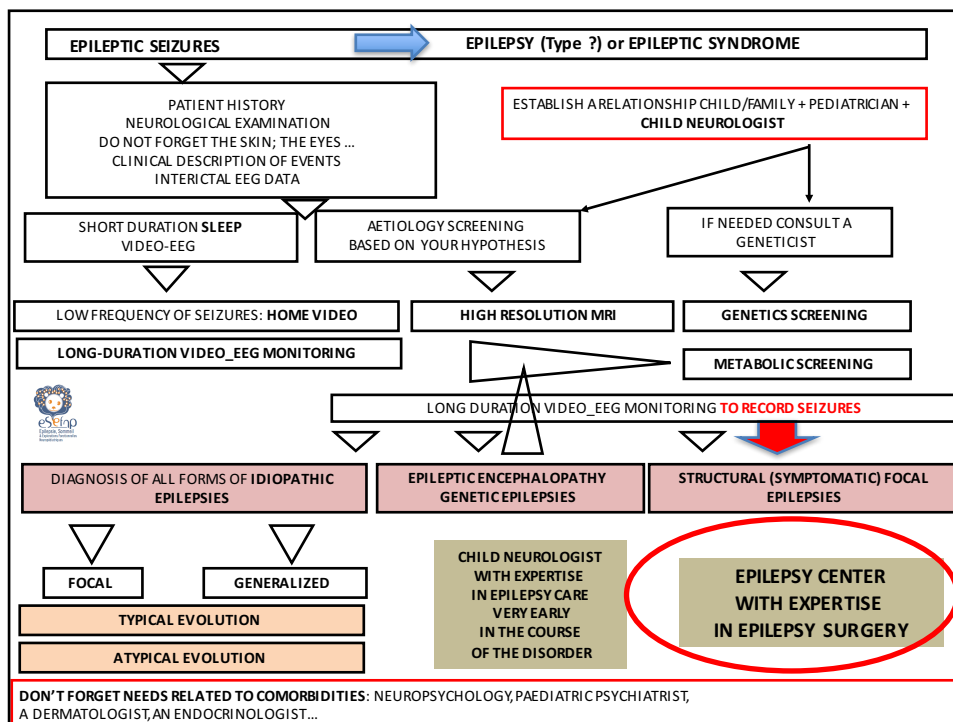 EPILEPTIC SEIZURES
EPILEPSY (Type ?) or EPILEPTIC SYNDROME
PATIENT HISTORY
NEUROLOGICAL EXAMINATION
DO NOT FORGET THE SKIN; THE EYES ...
CLINICAL DESCRIPTION OF EVENTS
INTERICTAL EEG DATA
ESTABLISH A RELATIONSHIP CHILD/FAMILY + PEDIATRICIAN +
CHILD NEUROLOGIST
SHORT DURATION SLEEP
VIDEO-EEG
AETIOLOGY SCREENING
BASED ON YOUR HYPOTHESIS
IF NEEDED CONSULT A
GENETICIST
LOW FREQUENCY OF SEIZURES: HOME VIDEO
HIGH RESOLUTION MRI
GENETICS SCREENING
LONG-DURATION VIDEO_EEG MONITORING
METABOLIC SCREENING
eSeinp
LONG DURATION VIDEO_EEG MONITORING TO RECORD SEIZURES
DIAGNOSIS OF ALL FORMS OF IDIOPATHIC
EPILEPSIES
EPILEPTIC ENCEPHALOPATHY
GENETIC EPILEPSIES
STRUCTURAL (SYMPTOMATIC) FOCAL
EPILEPSIES
FOCAL
GENERALIZED
TYPICAL EVOLUTION
ATYPICAL EVOLUTION
CHILD NEUROLOGIST
WITH EXPERTISE
IN EPILEPSY CARE
VERY EARLY
IN THE COURSE
OF THE DISORDER
EPILEPSY CENTER
WITH EXPERTISE
IN EPILEPSY SURGERY
DON'T FORGET NEEDS RELATED TO COMORBIDITIES: NEUROPSYCHOLOGY, PAEDIATRIC PSYCHIATRIST,
A DERMATOLOGIST, AN ENDOCRINOLOGIST...